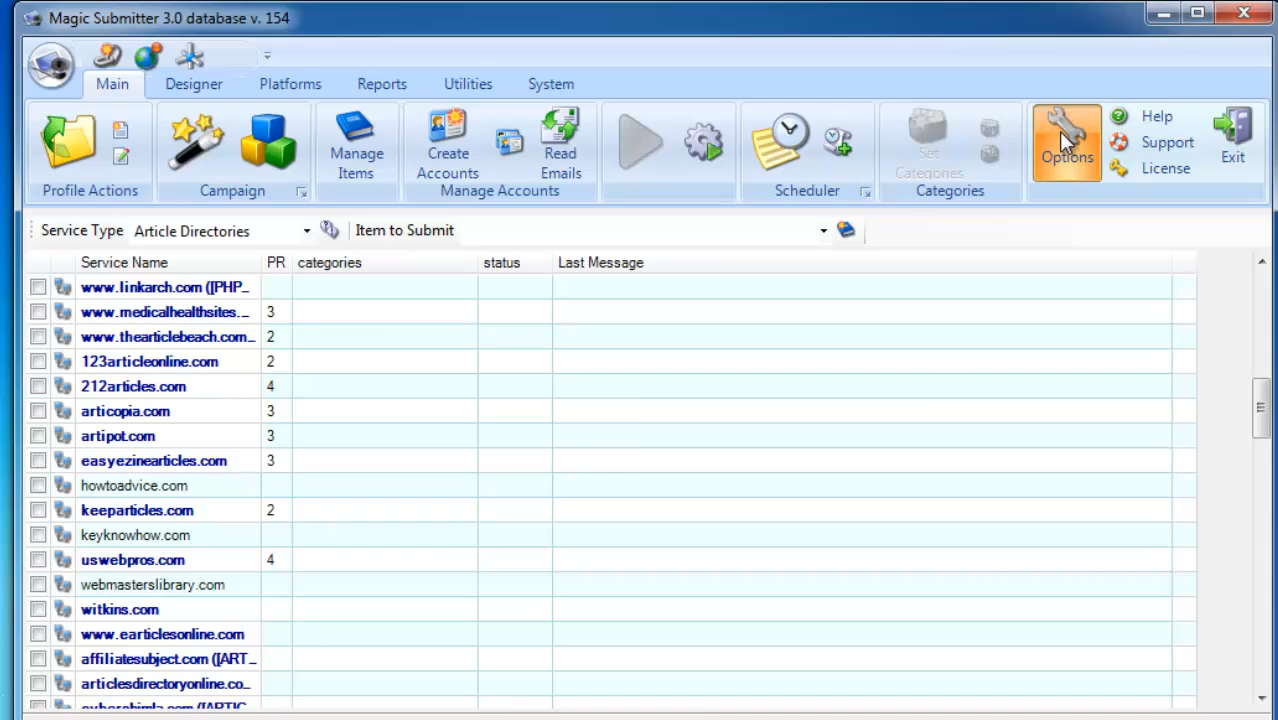 Magic Submitter 3.0 database v. 154
Main Designer Platforms Reports Utilities System
Manage Items
Create Accounts
Read Emails
Set Categories
Options
Help
Support
License
Exit
Profile Actions Campaign Manage Accounts Scheduler Categories
Service Type Article Directories Item to Submit
Service Name PR categories status Last Message
www.linkarch.com ([PHP_
www.medicalhealthsites._ 3
www.thearticlebeach.com_ 2
123articleonline.com 2
212articles.com 4
articopia.com 3
artipot.com 3
easyezinearticles.com 3
howtoadvice.com
keeparticles.com 2
keyknowhow.com
uswebpros.com 4
webmasterslibrary.com
witkins.com
www.earticlesonline.com
affiliatesubject.com ([ART_
articlesdirectoryonline.co_